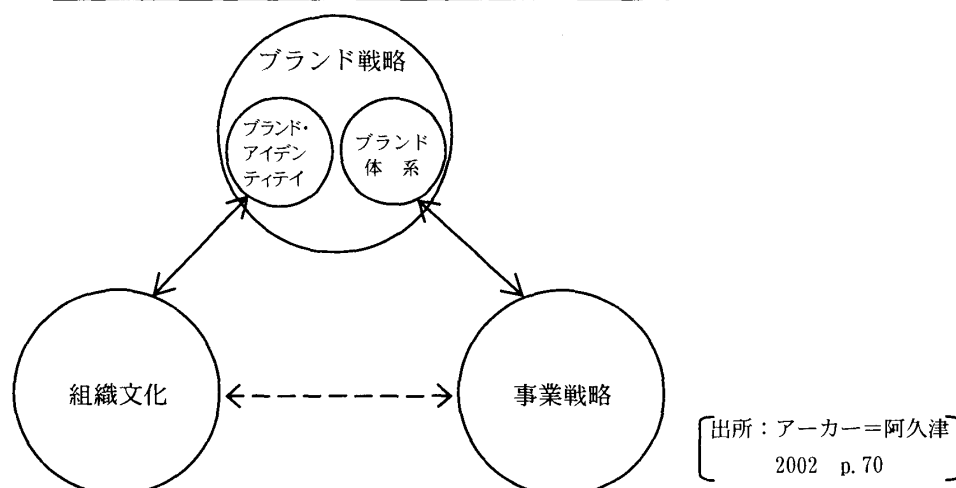 ブランド戦略
ブランド・
アイデン
ティテイ
ブランド
体 系
組織文化
事業戦略
出所：アーカー＝阿久津
2002 p.70